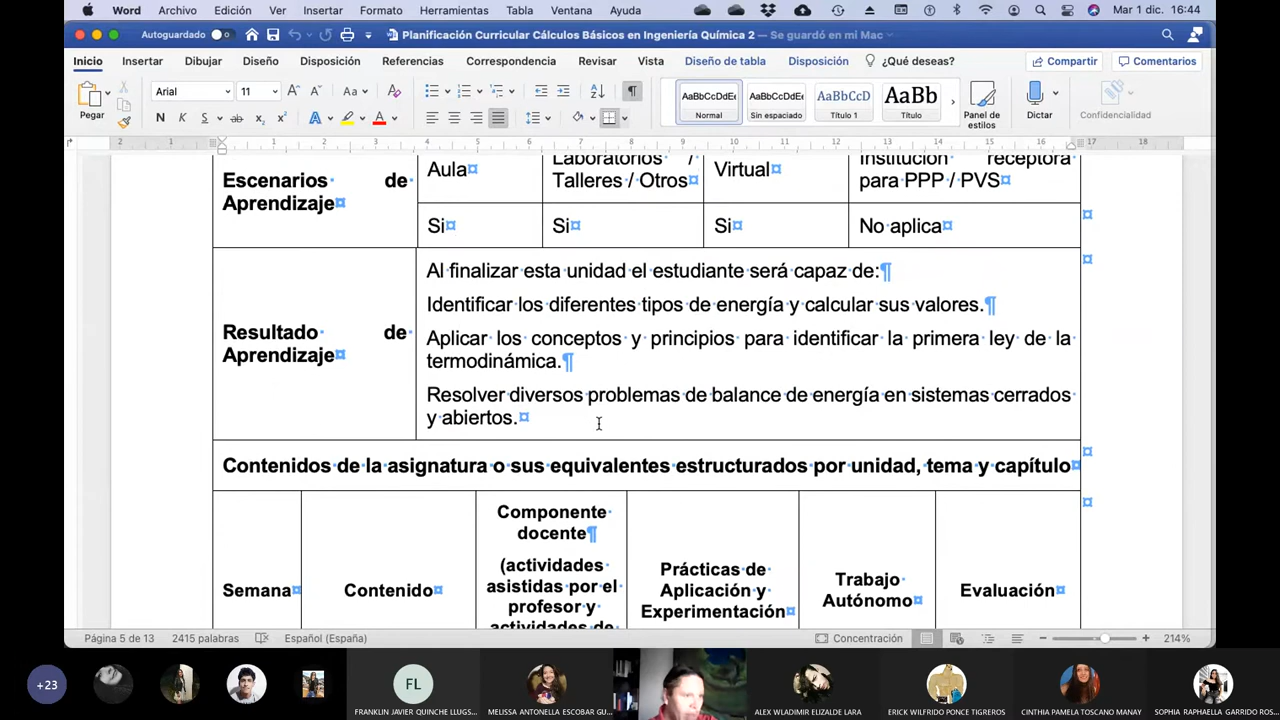 Word Archivo Edición Ver Insertar Formato Herramientas Tabla Ventana Ayuda Mar 1 dic. 16:44
Autoguardado Planificación Curricular Cálculos Básicos en Ingeniería Química 2 — Se guardó en mi Mac
Inicio Insertar Dibujar Diseño Disposición Referencias Correspondencia Revisar Vista Diseño de tabla Disposición ¿Qué deseas? Compartir Comentarios
Pegar Arial 11 AaBbCcDdEe AaBbCcDdEe AaBbCcD AaBb
Normal Sin espaciado Título 1 Título Panel de estilos Dictar Confidencialidad
Escenarios de Aprendizaje
Aula
Laboratorios /
Talleres / Otros
Virtual
Institución receptora
para PPP / PVS
Si Si Si No aplica
Resultado de
Aprendizaje
Al finalizar esta unidad el estudiante será capaz de:
Identificar los diferentes tipos de energía y calcular sus valores.
Aplicar los conceptos y principios para identificar la primera ley de la
termodinámica.
Resolver diversos problemas de balance de energía en sistemas cerrados
y abiertos.
Contenidos de la asignatura o sus equivalentes estructurados por unidad, tema y capítulo
Semana
Contenido
Componente
docente
(actividades
asistidas por el
profesor y
actividades de
Prácticas de
Aplicación y
Experimentación
Trabajo
Autónomo
Evaluación
Página 5 de 13 2415 palabras Español (España) Concentración 214%
+23
FL
FRANKLIN JAVIER QUINCHE LLUGS...
MELISSA ANTONELLA ESCOBAR GU...
ALEX WLADIMIR ELIZALDE LARA
ERICK WILFRIDO PONCE TIGREROS
CINTHIA PAMELA TOSCANO MANAY
SOPHIA RAPHAELLA GARRIDO ROS...